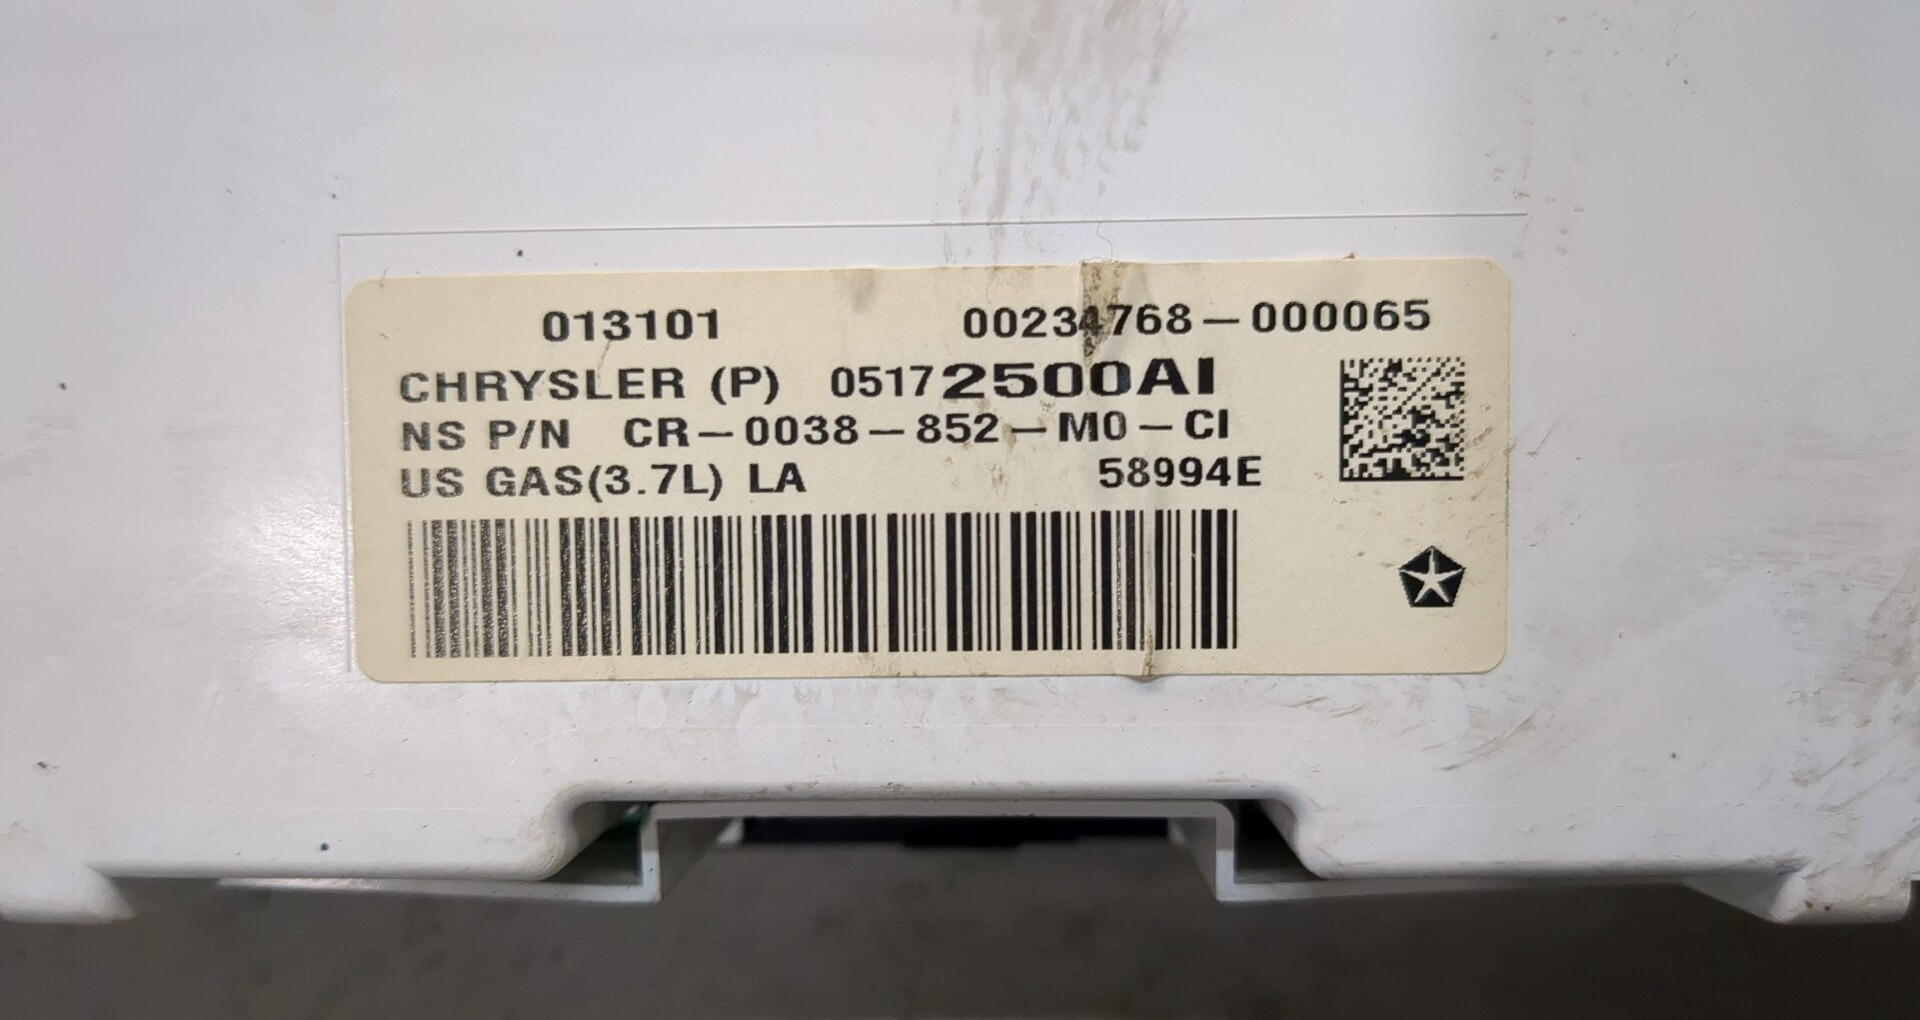 013101 00234768-000065
CHRYSLER (P) 05172500AI
NS P/N CR-0038-852-M0-CI
US GAS(3.7L) LA 58994E